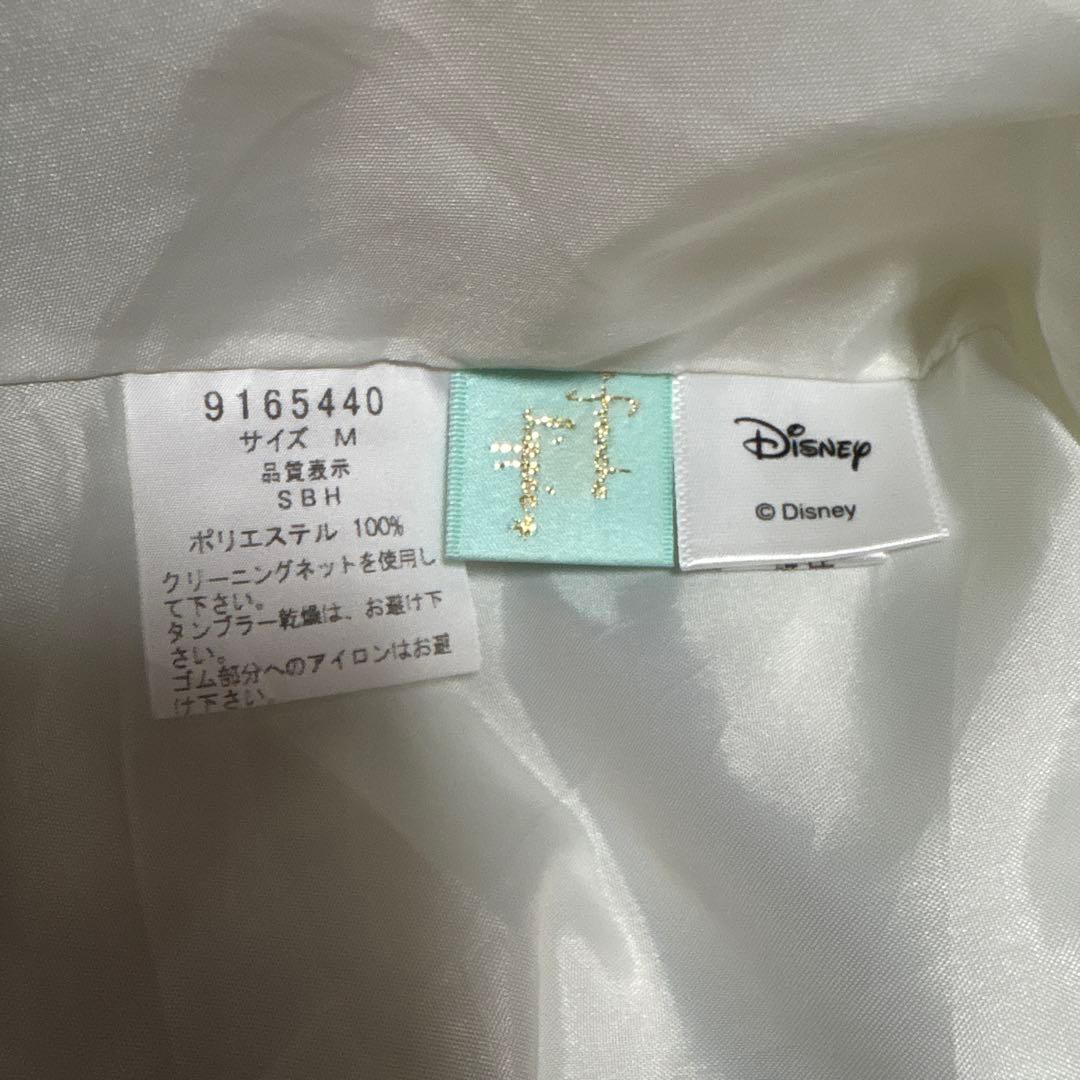 9165440
サイズ M
品質表示
SBH
ポリエステル 100%
クリーニングネットを使用し
て下さい。
タンブラー乾燥は、お避け下
さい。
ゴム部分へのアイロンはお避
け下さい。
Disney
© Disney